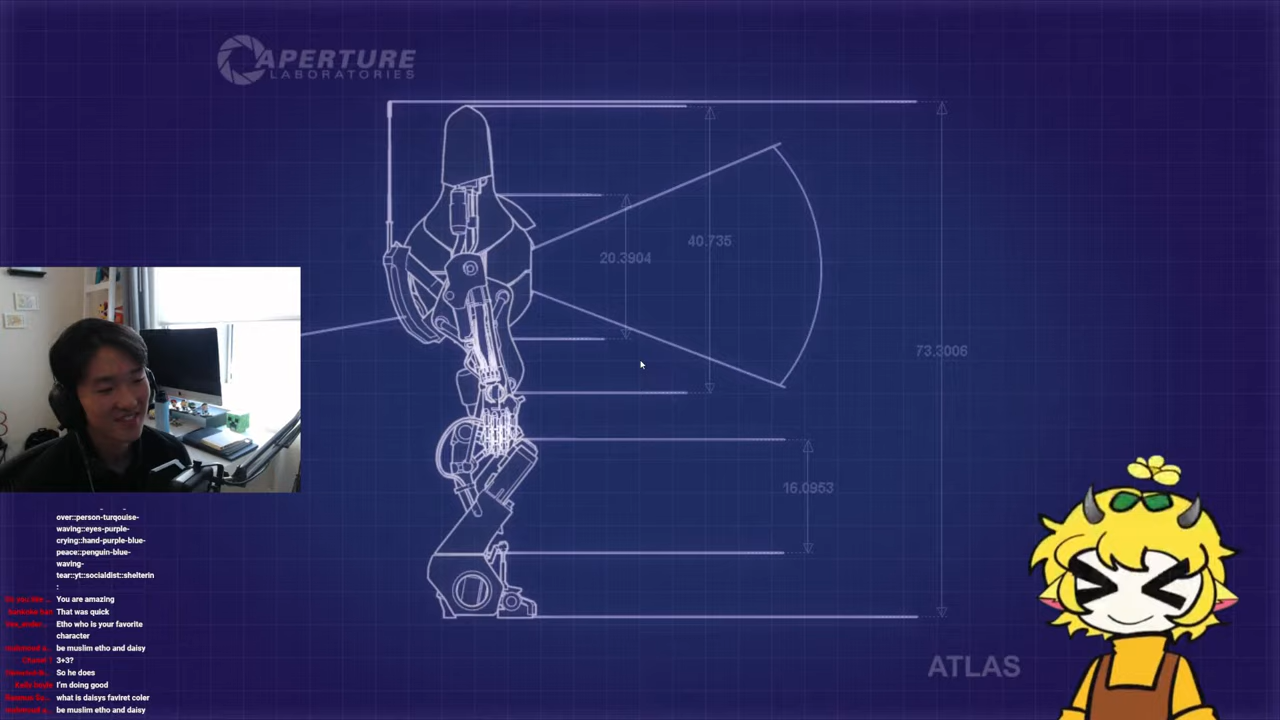 APERTURE
LABORATORIES
40.735
20.3904
73.3006
16.0953
ATLAS
over::person-turqouise-
waving::eyes-purple-
crying::hand-purple-blue-
peace::penguin-blue-
waving-
tear::yt::socialdist::shelterin
:
You are amazing
That was quick
Etho who is your favorite
character
be muslim etho and daisy
3+3?
So he does
I'm doing good
what is daisys faviret coler
be muslim etho and daisy